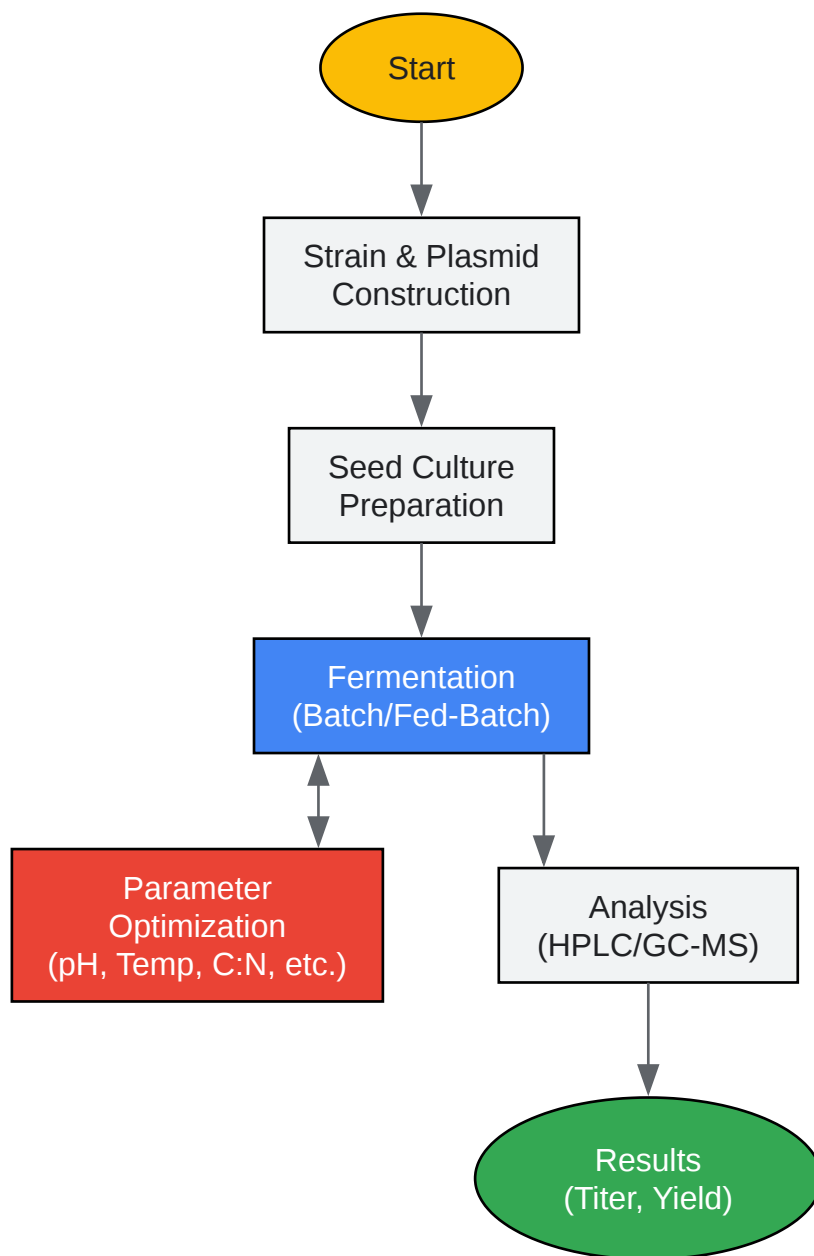 Start
Strain & Plasmid
Construction
Seed Culture
Preparation
Fermentation
(Batch/Fed-Batch)
Parameter
Optimization
(pH, Temp, C:N, etc.)
Analysis
(HPLC/GC-MS)
Results
(Titer, Yield)